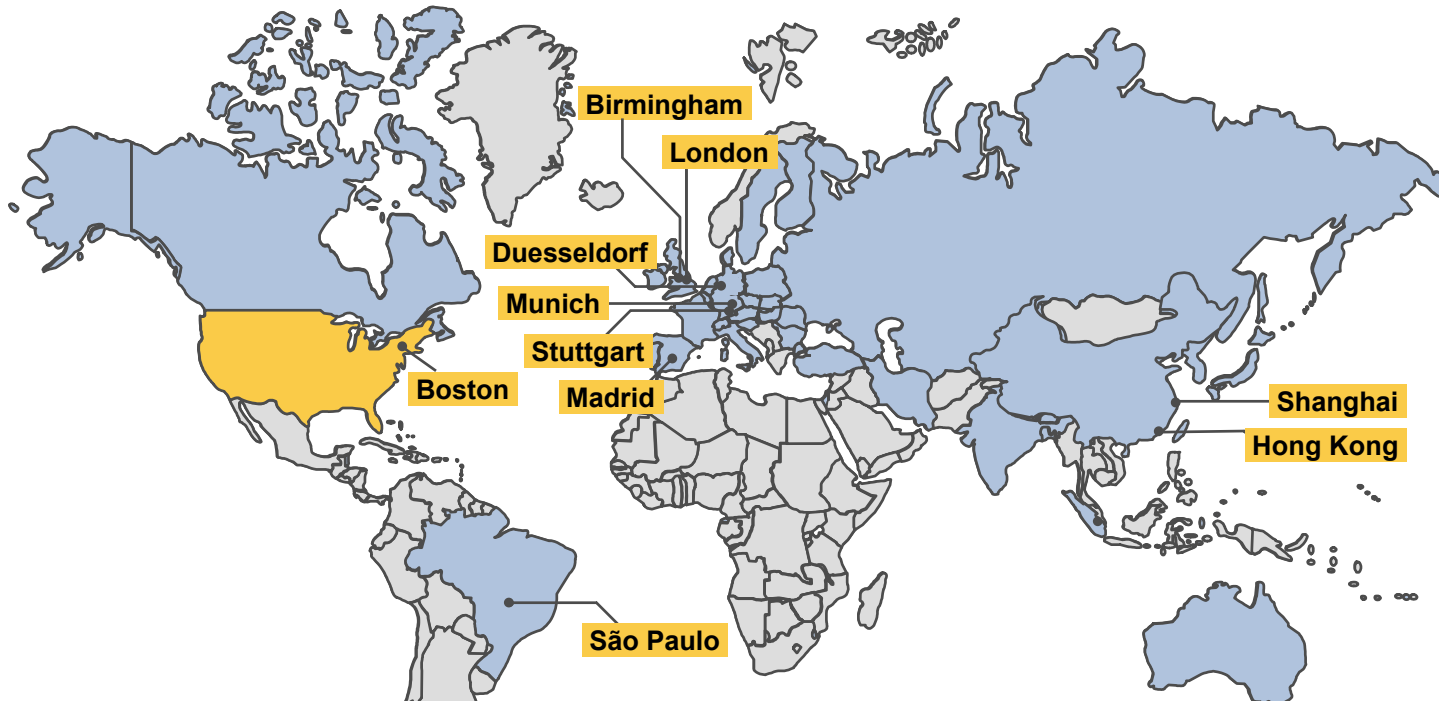 Birmingham
London
Duesseldorf
Munich
Stuttgart
Boston
Madrid
Shanghai
Hong Kong
São Paulo